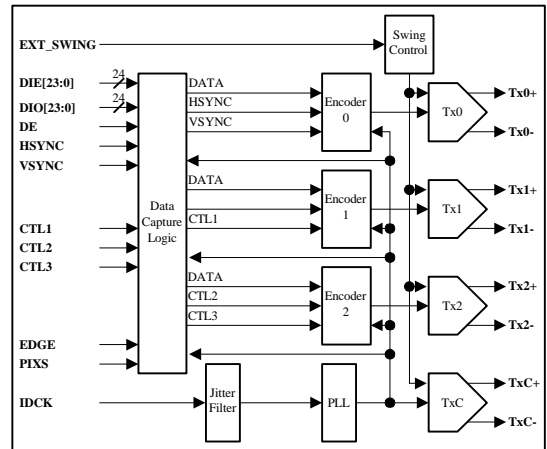 EXT_SWING
Swing
Control
DIE[23:0]
24
DIO[23:0]
24
DE
HSYNC
VSYNC
CTL1
CTL2
CTL3
EDGE
PIXS
IDCK
Data
Capture
Logic
DATA
HSYNC
VSYNC
Encoder
0
Tx0
Tx0+
Tx0-
DATA
CTL1
Encoder
1
Tx1
Tx1+
Tx1-
DATA
CTL2
CTL3
Encoder
2
Tx2
Tx2+
Tx2-
Jitter
Filter
PLL
TxC
TxC+
TxC-